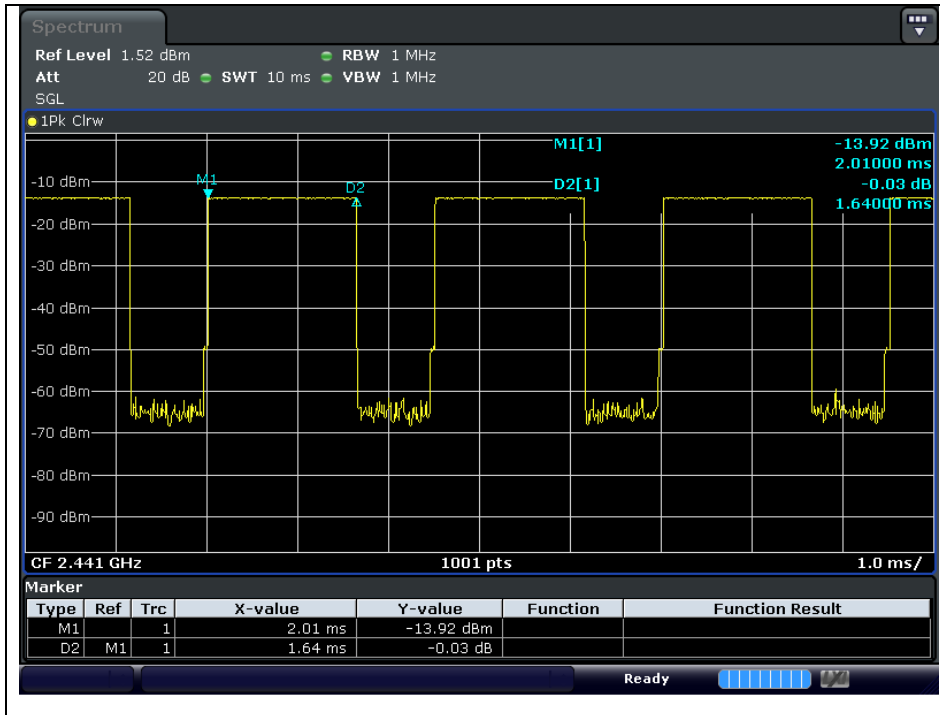 Spectrum
Ref Level 1.52 dBm RBW 1 MHz
Att 20 dB SWT 10 ms VBW 1 MHz
SGL
1Pk Clrw
M1[1] -13.92 dBm
2.01000 ms
D2[1] -0.03 dB
1.64000 ms
M1
D2
-10 dBm
-20 dBm
-30 dBm
-40 dBm
-50 dBm
-60 dBm
-70 dBm
-80 dBm
-90 dBm
CF 2.441 GHz 1001 pts 1.0 ms/
Marker
Type Ref Trc X-value Y-value Function Function Result
M1 1 2.01 ms -13.92 dBm
D2 M1 1 1.64 ms -0.03 dB
Ready